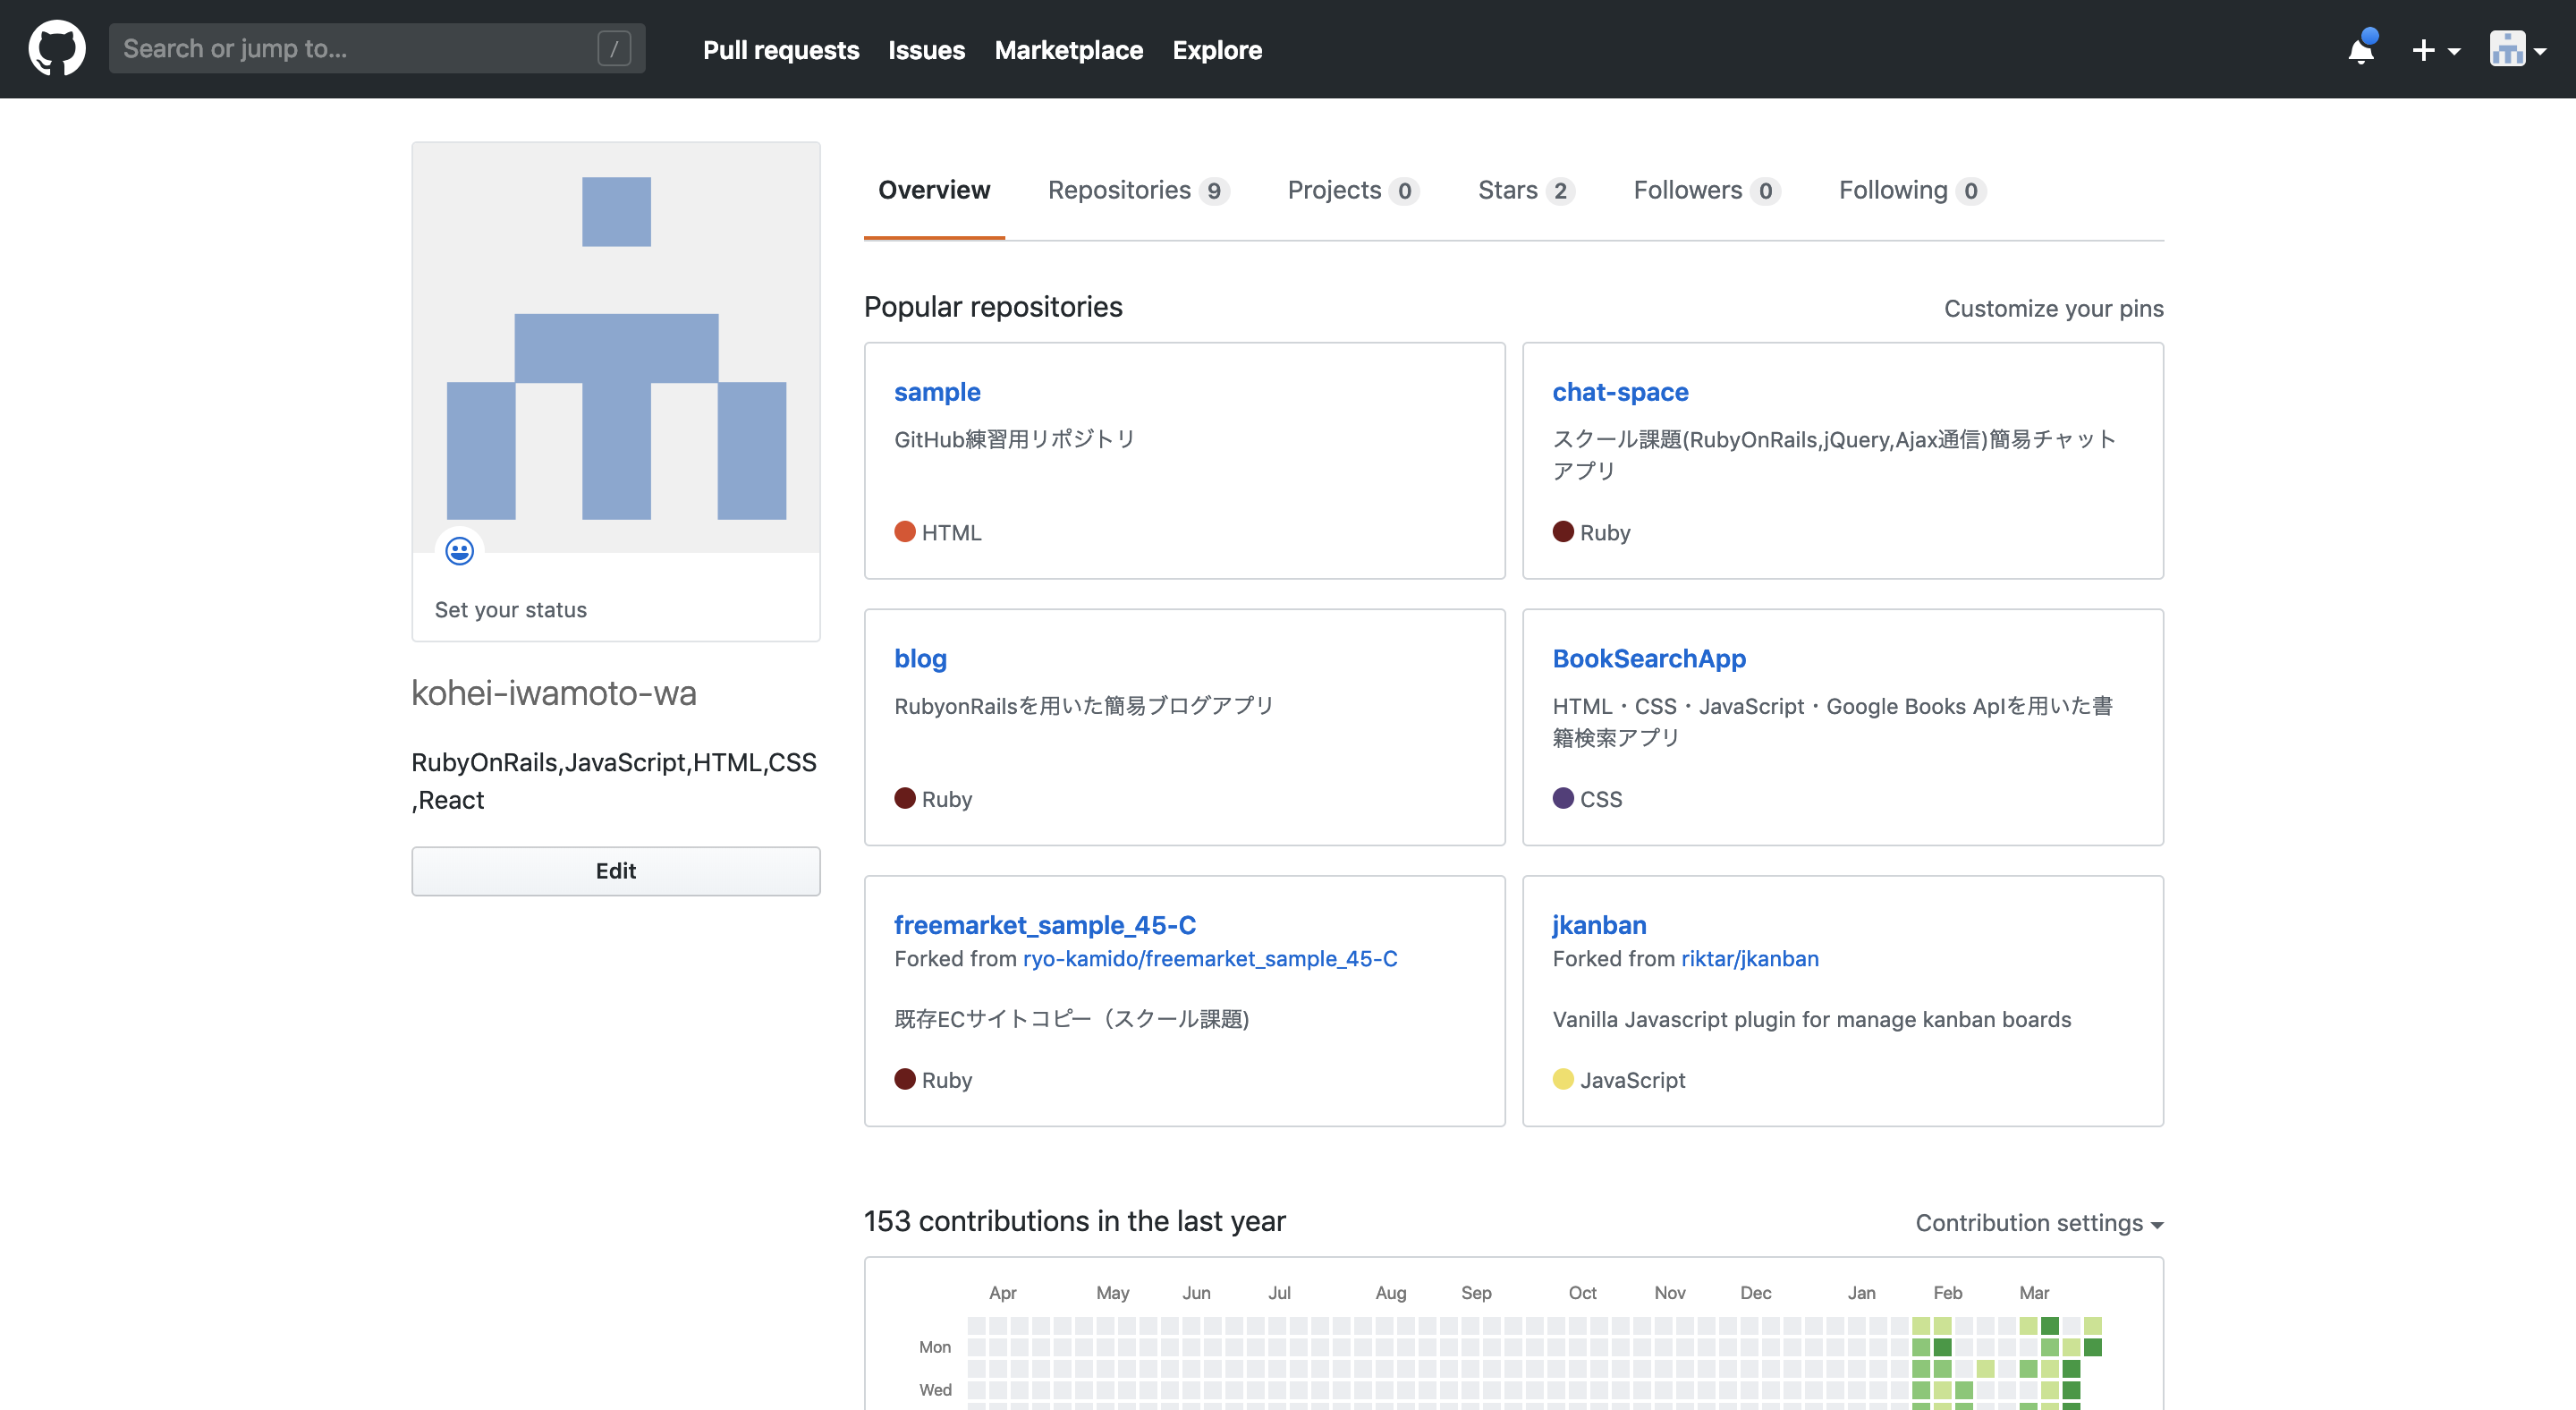 Search or jump to... /
Pull requests Issues Marketplace Explore
Overview Repositories 9 Projects 0 Stars 2 Followers 0 Following 0
Set your status
kohei-iwamoto-wa
RubyOnRails,JavaScript,HTML,CSS
,React
Edit
Popular repositories
Customize your pins
sample
GitHub練習用リポジトリ
HTML
chat-space
スクール課題(RubyOnRails,jQuery,Ajax通信)簡易チャット
アプリ
Ruby
blog
RubyonRailsを用いた簡易ブログアプリ
Ruby
BookSearchApp
HTML・CSS・JavaScript・Google Books ApIを用いた書
籍検索アプリ
CSS
freemarket_sample_45-C
Forked from ryo-kamido/freemarket_sample_45-C
既存ECサイトコピー（スクール課題)
Ruby
jkanban
Forked from riktar/jkanban
Vanilla Javascript plugin for manage kanban boards
JavaScript
153 contributions in the last year
Contribution settings
Apr May Jun Jul Aug Sep Oct Nov Dec Jan Feb Mar
Mon
Wed